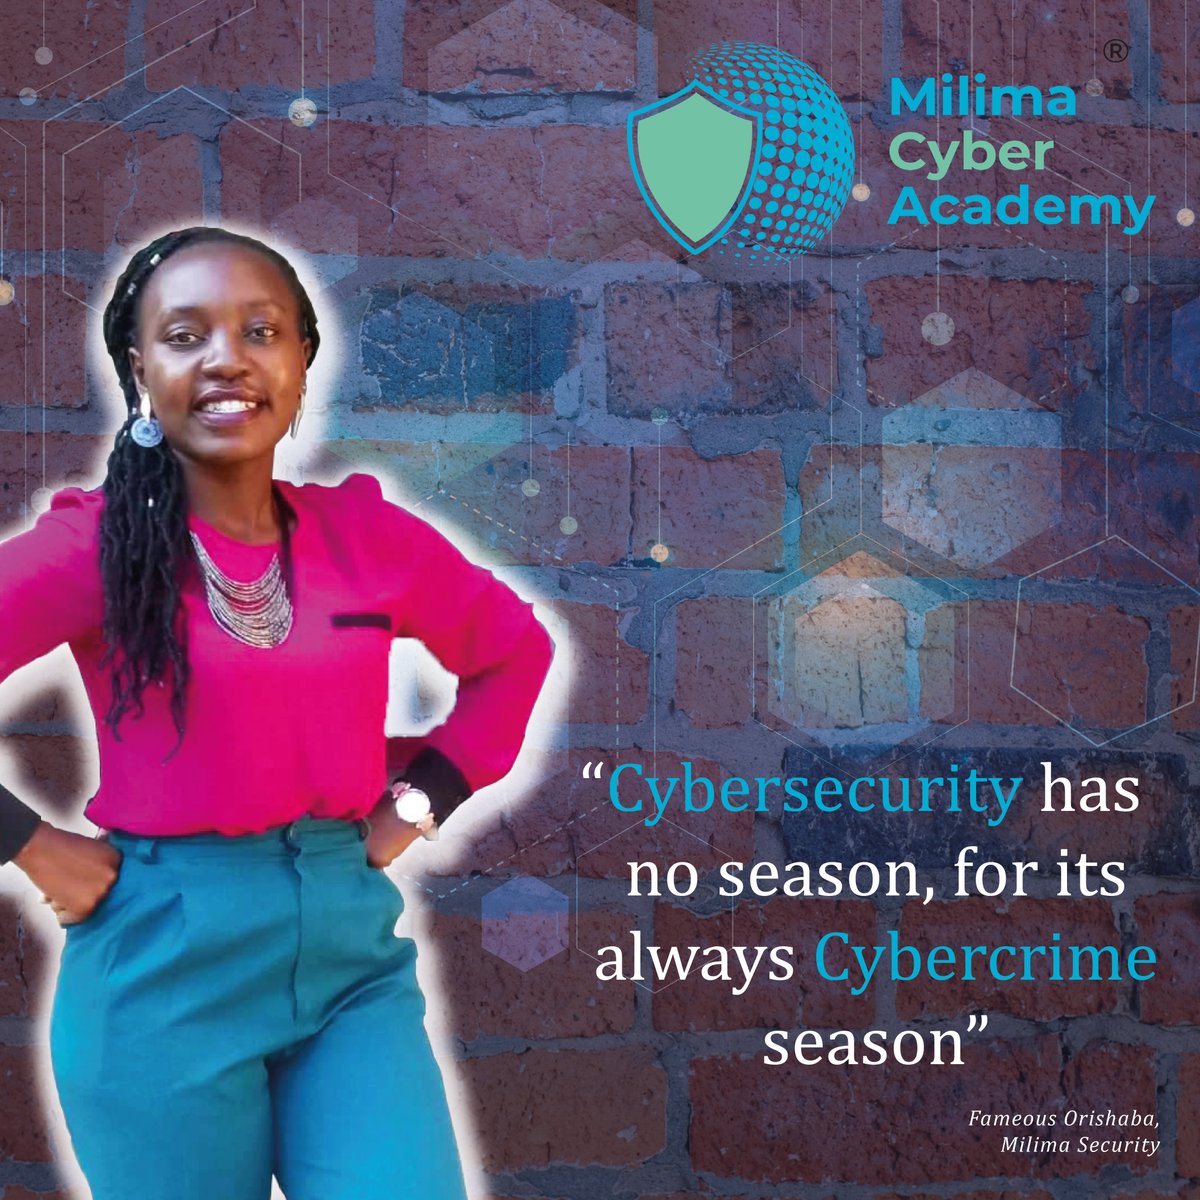 ®
Milima
Cyber
Academy
“Cybersecurity has
no season, for its
always Cybercrime
season”
Fameous Orishaba,
Milima Security